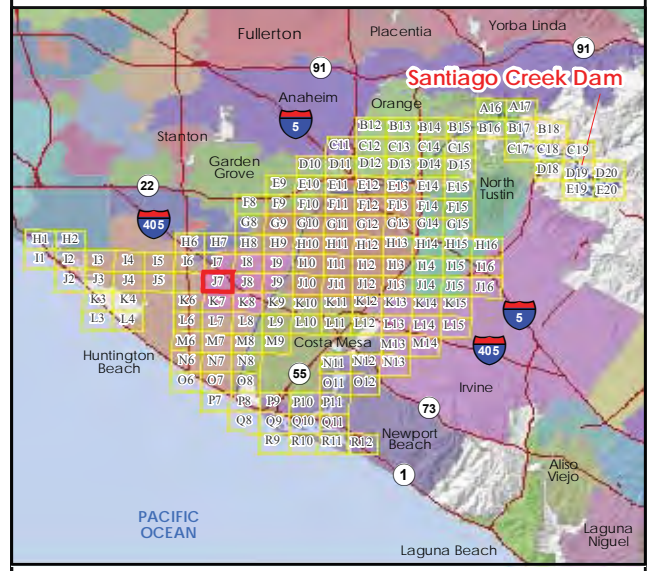 Yorba Linda
Fullerton
Placentia
91
91
Santiago Creek Dam
Anaheim
Orange
A16 A17
5
B12 B13 B14 B15 B16 B17 B18
Stanton
C11 C12 C13 C14 C15 C17 C18 C19
Garden
Grove
D10 D11 D12 D13 D14 D15 D18 D19 D20
22
E9 E10 E11 E12 E13 E14 E15 E19 E20
North
Tustin
F8 F9 F10 F11 F12 F13 F14 F15
405
G8 G9 G10 G11 G12 G13 G14 G15
H1 H2 H6 H7 H8 H9 H10 H11 H12 H13 H14 H15 H16
I1 I2 I3 I4 I5 I6 I7 I8 I9 I10 I11 I12 I13 I14 I15 I16
J2 J3 J4 J5 J7 J8 J9 J10 J11 J12 J13 J14 J15 J16
K3 K4 K6 K7 K8 K9 K10 K11 K12 K13 K14 K15
5
L3 L4 L6 L7 L8 L9 L10 L11 L12 L13 L14 L15
M6 M7 M8 M9 Costa Mesa M13 M14
405
Huntington
Beach
N6 N7 N8 N11 N12 N13
55
O6 O7 O8 O11 O12
Irvine
P7 P8 P9 P10 P11
73
Q8 Q9 Q10 Q11
R9 R10 R11 R12
Newport
Beach
1
Aliso
Viejo
PACIFIC
OCEAN
Laguna
Niguel
Laguna Beach